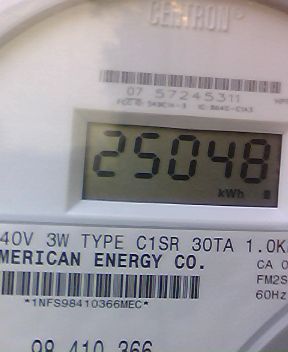 CENTRON
07 57245311
25048
kWh
40V 3W TYPE C1SR 30TA 1.0K
MERICAN ENERGY CO.
CA 0
FM2S
60Hz
*1NFS98410366MEC*
98 410 366